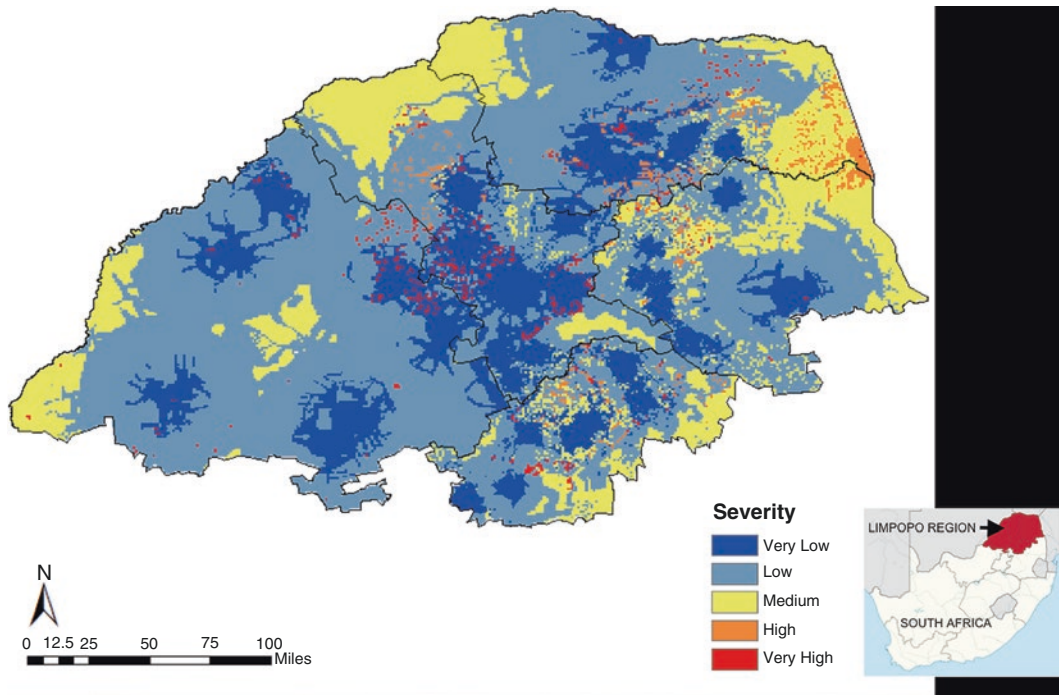 Severity
Very Low
Low
Medium
High
Very High
N
0 12.5 25 50 75 100
Miles
LIMPOPO REGION
SOUTH AFRICA